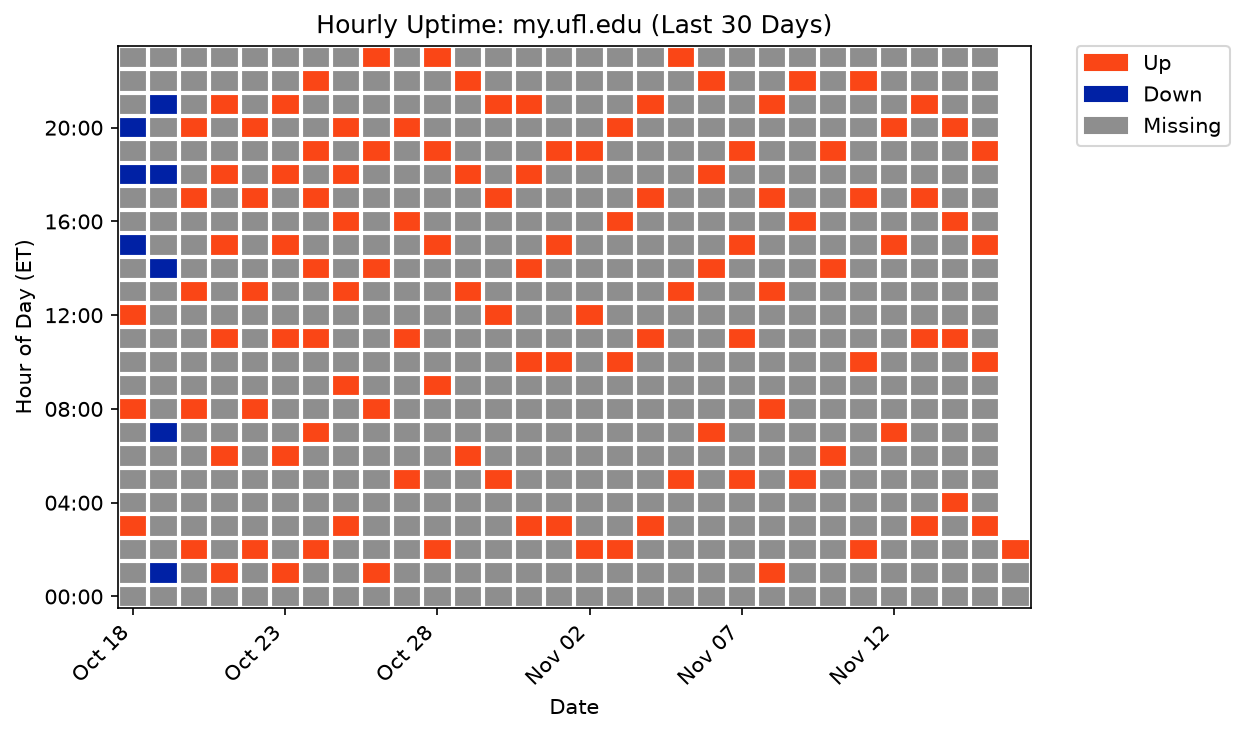 Hourly Uptime: my.ufl.edu (Last 30 Days)
Up
Down
Missing
Hour of Day (ET)
20:00
16:00
12:00
08:00
04:00
00:00
Oct 18
Oct 23
Oct 28
Nov 02
Nov 07
Nov 12
Date